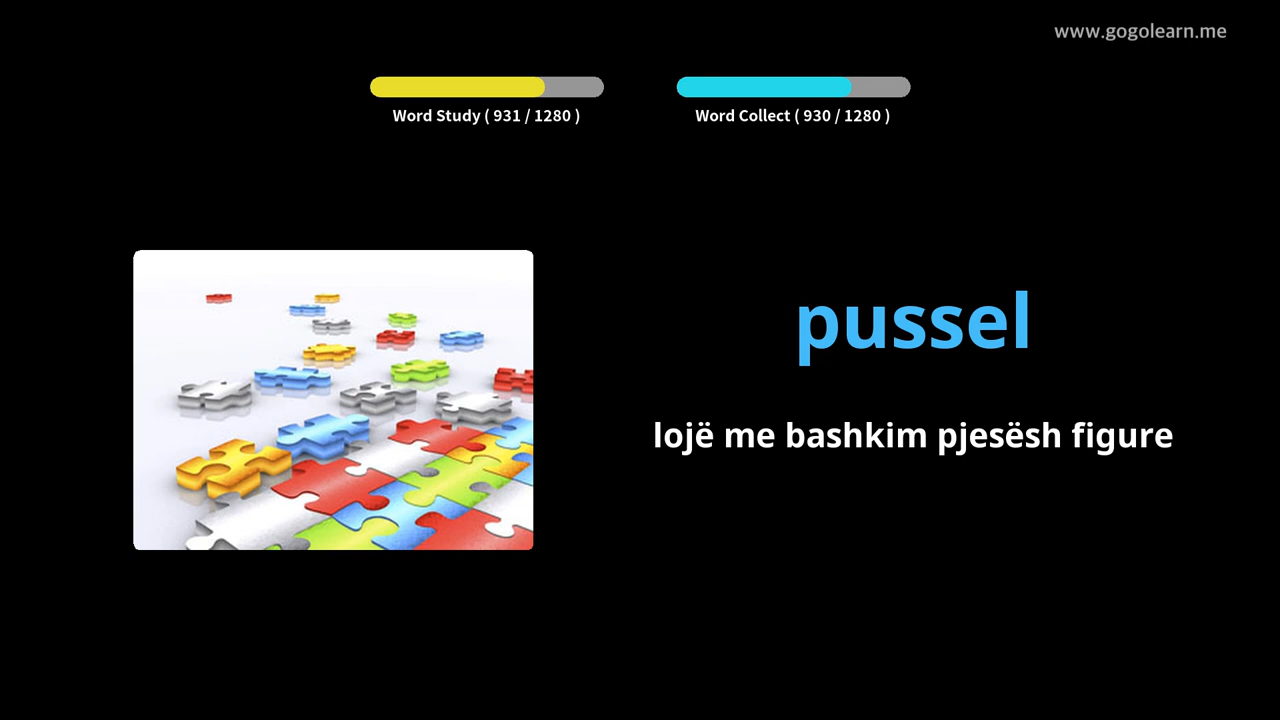 www.gogolearn.me
Word Study ( 931 / 1280 )
Word Collect ( 930 / 1280 )
pussel
lojë me bashkim pjesësh figure